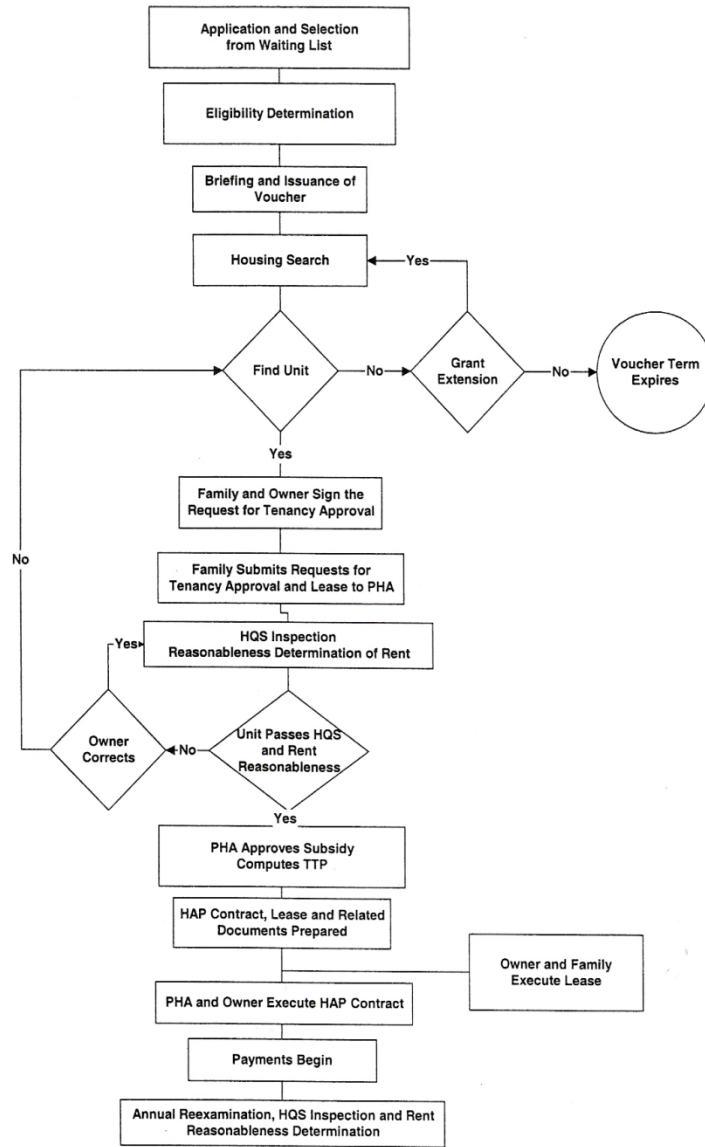 Application and Selection
from Waiting List
Eligibility Determination
Briefing and Issuance of
Voucher
Housing Search
Yes
Find Unit
No
Grant
Extension
No
Voucher Term
Expires
Yes
Family and Owner Sign the
Request for Tenancy Approval
No
Family Submits Requests for
Tenancy Approval and Lease to PHA
Yes
HQS Inspection
Reasonableness Determination of Rent
Owner
Corrects
No
Unit Passes HQS
and Rent
Reasonableness
Yes
PHA Approves Subsidy
Computes TTP
HAP Contract, Lease and Related
Documents Prepared
Owner and Family
Execute Lease
PHA and Owner Execute HAP Contract
Payments Begin
Annual Reexamination, HQS Inspection and Rent
Reasonableness Determination